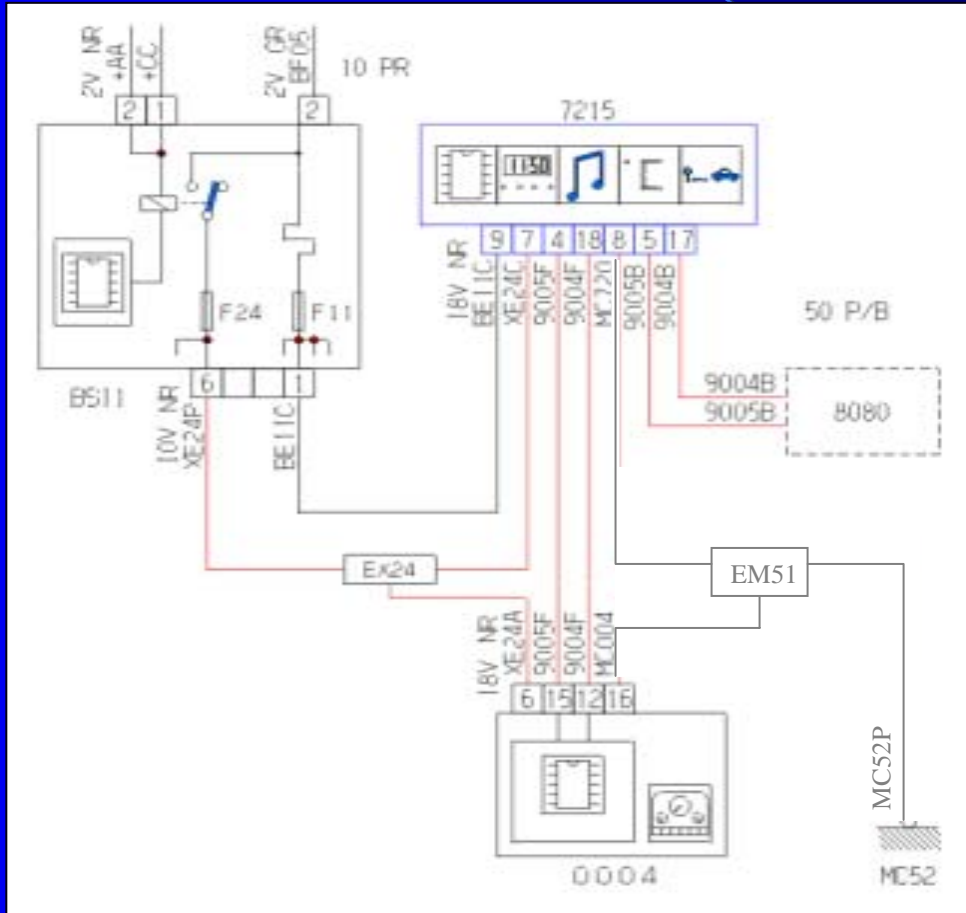 2V NR
+AA
+CC
2V GR
BF05
10 PR
2 1
2
7215
1150
9 7 4 18 8 5 17
18V NR
BE11C
XE24C
9005F
9004F
9005B
9004B
F24
F11
50 P/B
BSI1
6
1
10V NR
XE24P
BE11C
9004B
9005B
8080
EX24
EM51
18V NR
XE24A
9005F
9004F
MC004
6 15 12 16
MC52P
0004
MC52